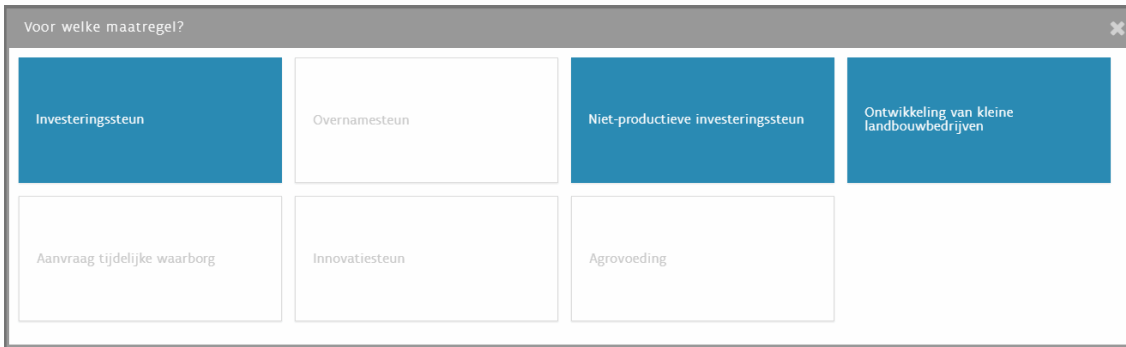 Voor welke maatregel?
Investeringssteun
Overnamesteun
Niet-productieve investeringssteun
Ontwikkeling van kleine
landbouwbedrijven
Aanvraag tijdelijke waarborg
Innovatiesteun
Agrovoeding